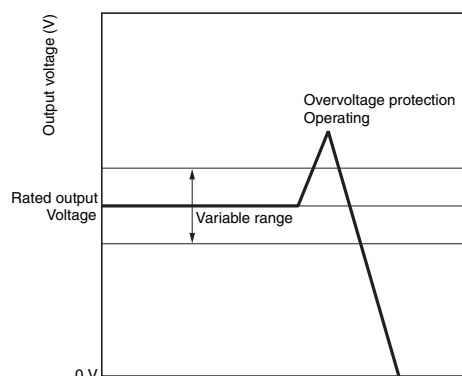 Output voltage (V)
Overvoltage protection
Operating
Rated output
Voltage
Variable range
0 V